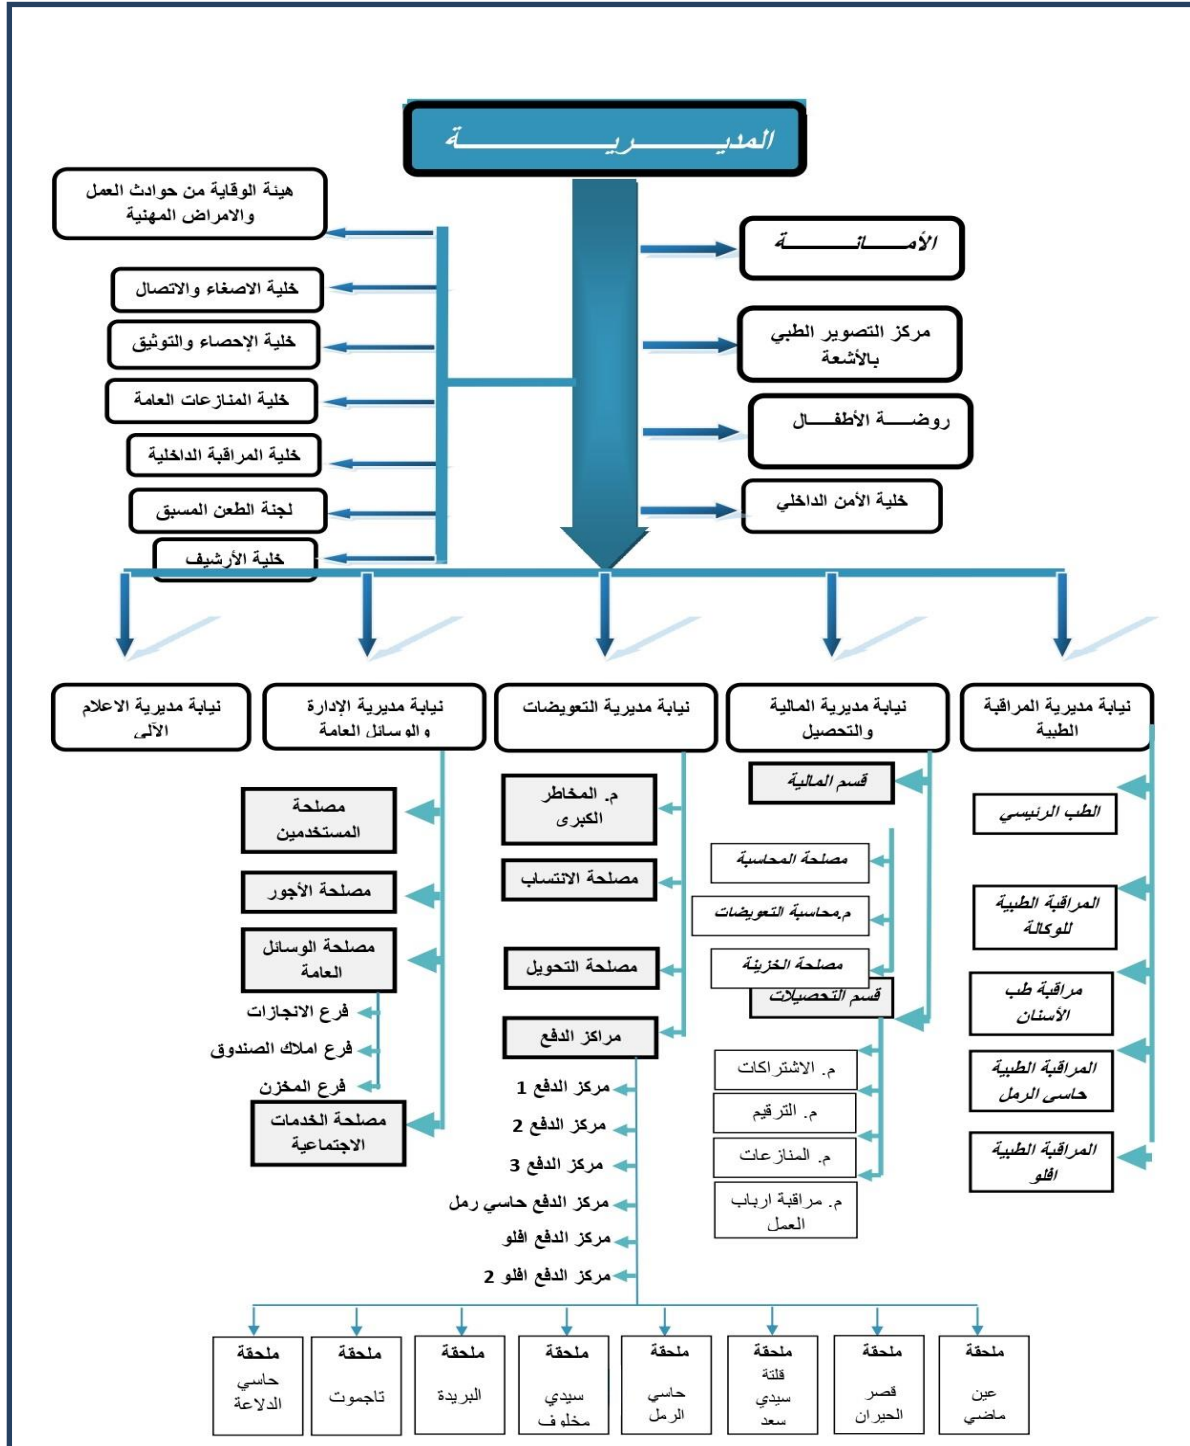 المديـــــــريـــــــــــة
الأمـــانـــــــة
مركز التصوير الطبي
بالأشعة
روضــــة الأطفــــال
خلية الأمن الداخلي
هيئة الوقاية من حوادث العمل
والامراض المهنية
خلية الاصغاء والاتصال
خلية الإحصاء والتوثيق
خلية المنازعات العامة
خلية المراقبة الداخلية
لجنة الطعن المسبق
خلية الأرشيف
نيابة مديرية المراقبة
الطبية
الطب الرئيسي
المراقبة الطبية
للوكالة
مراقبة طب
الأسنان
المراقبة الطبية
حاسى الرمل
المراقبة الطبية
افلو
نيابة مديرية المالية
والتحصيل
قسم المالية
مصلحة المحاسبة
م.محاسبة التعويضات
مصلحة الخزينة
قسم التحصيلات
م. الاشتراكات
م. الترقيم
م. المنازعات
م. مراقبة ارباب
العمل
نيابة مديرية التعويضات
م. المخاطر
الكبرى
مصلحة الانتساب
مصلحة التحويل
مراكز الدفع
مركز الدفع 1
مركز الدفع 2
مركز الدفع 3
مركز الدفع حاسي رمل
مركز الدفع افلو
مركز الدفع افلو 2
نيابة مديرية الإدارة
والوسائل العامة
مصلحة
المستخدمين
مصلحة الأجور
مصلحة الوسائل
العامة
فرع الانجازات
فرع املاك الصندوق
فرع المخزن
مصلحة الخدمات
الاجتماعية
نيابة مديرية الاعلام
الآلي
ملحقة
عين
ماضي
ملحقة
قصر
الحيران
ملحقة
قلتة
سيدي
سعد
ملحقة
حاسي
الرمل
ملحقة
سيدي
مخلوف
ملحقة
البريدة
ملحقة
تاجموت
ملحقة
حاسي
الدلاعة